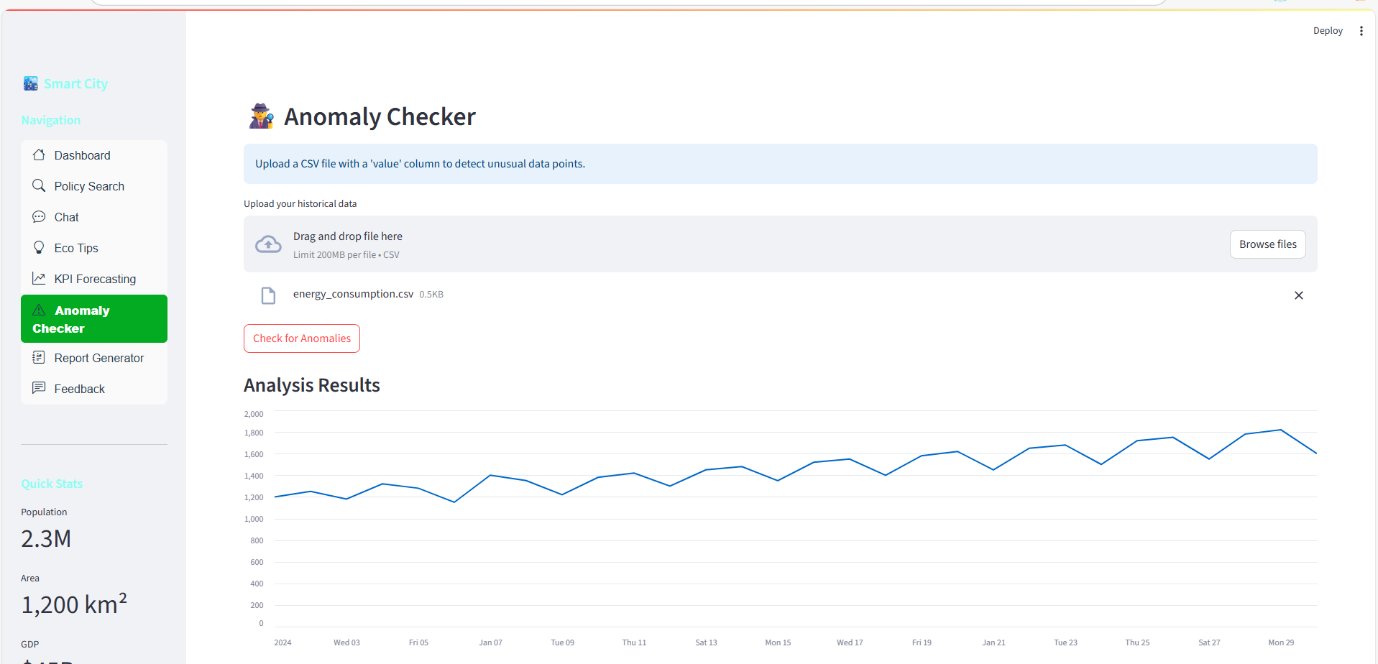 Deploy
Smart City
Navigation
Dashboard
Policy Search
Chat
Eco Tips
KPI Forecasting
Anomaly
Checker
Report Generator
Feedback
Quick Stats
Population
2.3M
Area
1,200 km²
GDP
Anomaly Checker
Upload a CSV file with a 'value' column to detect unusual data points.
Upload your historical data
Drag and drop file here
Limit 200MB per file • CSV
Browse files
energy_consumption.csv 0.5KB
Check for Anomalies
Analysis Results
2,000
1,800
1,600
1,400
1,200
1,000
800
600
400
200
0
2024 Wed 03 Fri 05 Jan 07 Tue 09 Thu 11 Sat 13 Mon 15 Wed 17 Fri 19 Jan 21 Tue 23 Thu 25 Sat 27 Mon 29